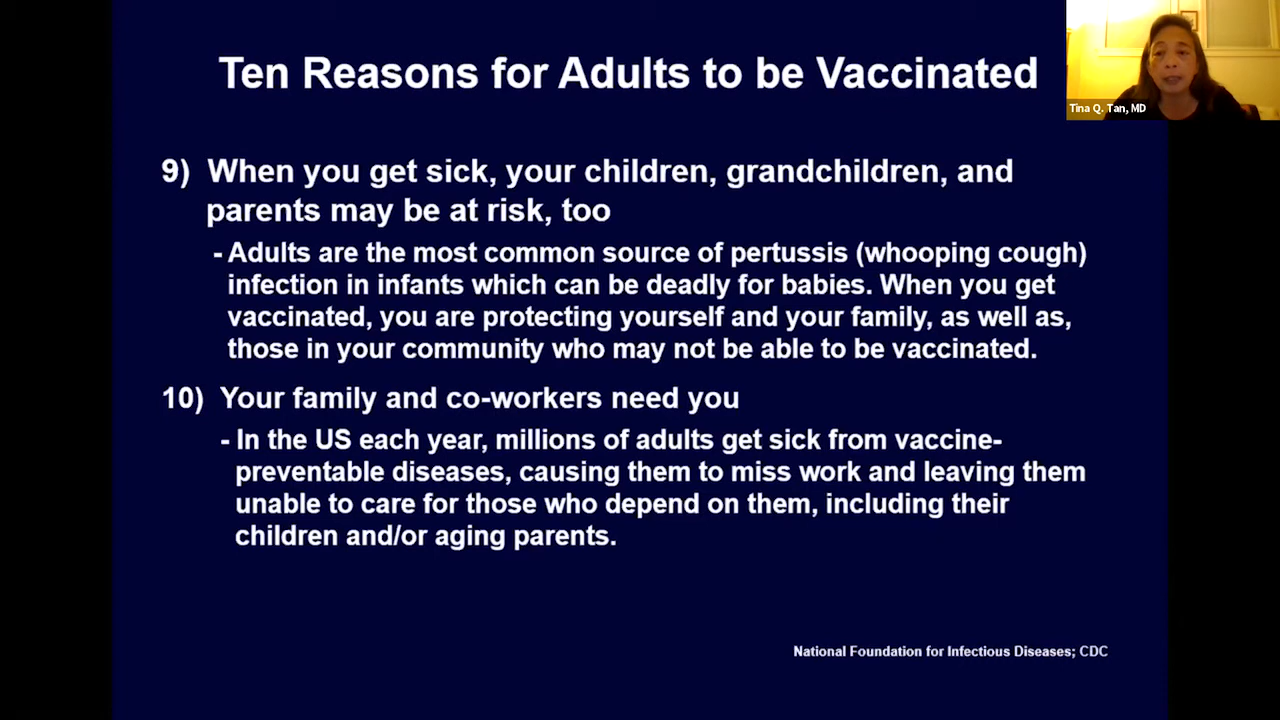 Ten Reasons for Adults to be Vaccinated
Tina Q. Tan, MD
9) When you get sick, your children, grandchildren, and
parents may be at risk, too
- Adults are the most common source of pertussis (whooping cough)
infection in infants which can be deadly for babies. When you get
vaccinated, you are protecting yourself and your family, as well as,
those in your community who may not be able to be vaccinated.
10) Your family and co-workers need you
- In the US each year, millions of adults get sick from vaccine-
preventable diseases, causing them to miss work and leaving them
unable to care for those who depend on them, including their
children and/or aging parents.
National Foundation for Infectious Diseases; CDC